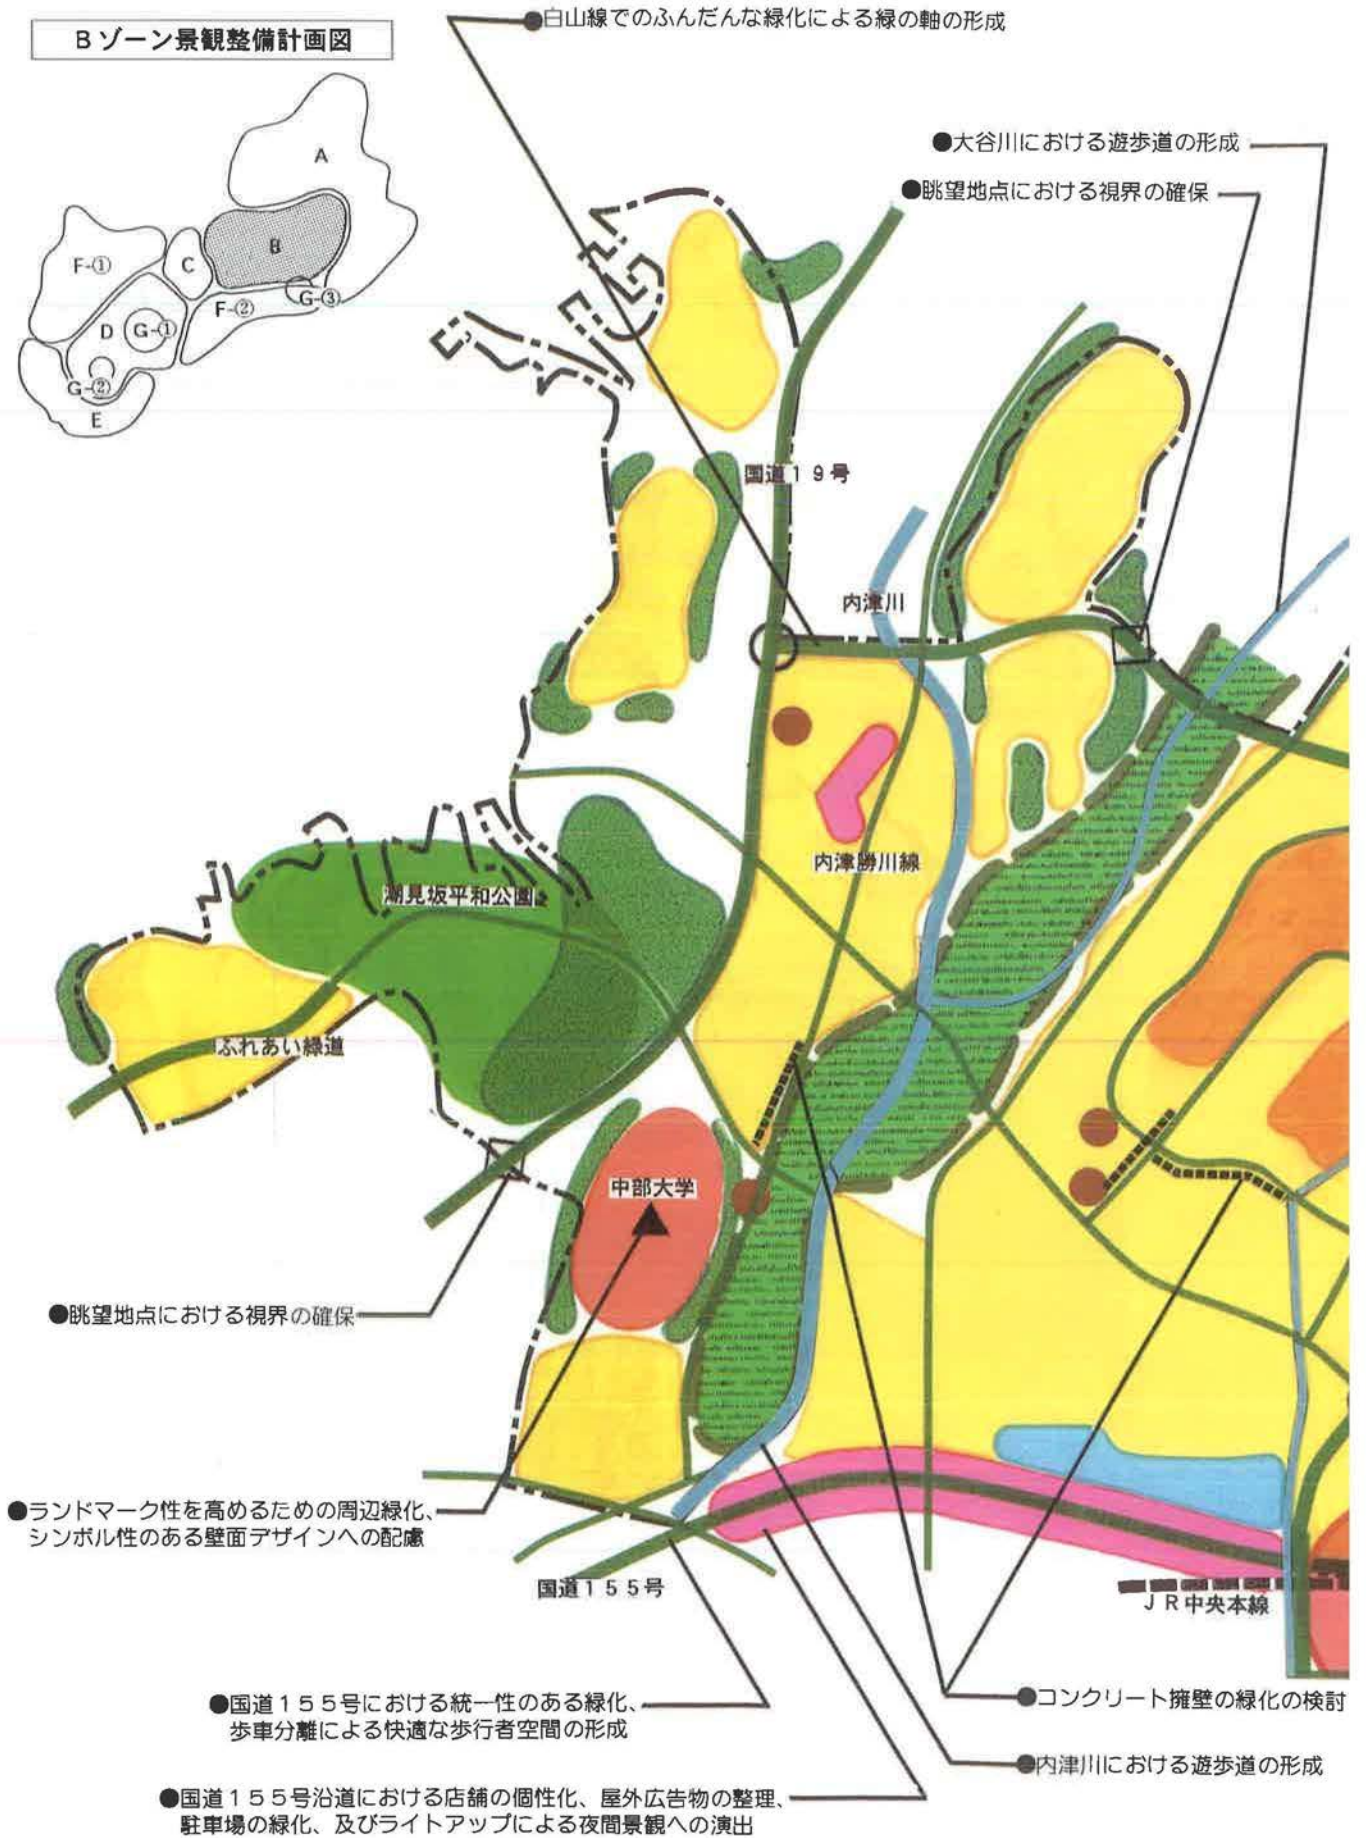 Bゾーン景観整備計画図
●白山線でのふんだんな緑化による緑の軸の形成
●大谷川における遊歩道の形成
●眺望地点における視界の確保
A
B
C
F-①
D
G-①
F-②
G-③
G-②
E
国道19号
内津川
内津勝川線
潮見坂平和公園
ふれあい緑道
中部大学
●眺望地点における視界の確保
●ランドマーク性を高めるための周辺緑化、
シンボル性のある壁面デザインへの配慮
国道155号
JR中央本線
●国道155号における統一性のある緑化、
歩車分離による快適な歩行者空間の形成
●コンクリート擁壁の緑化の検討
●内津川における遊歩道の形成
●国道155号沿道における店舗の個性化、屋外広告物の整理、
駐車場の緑化、及びライトアップによる夜間景観への演出